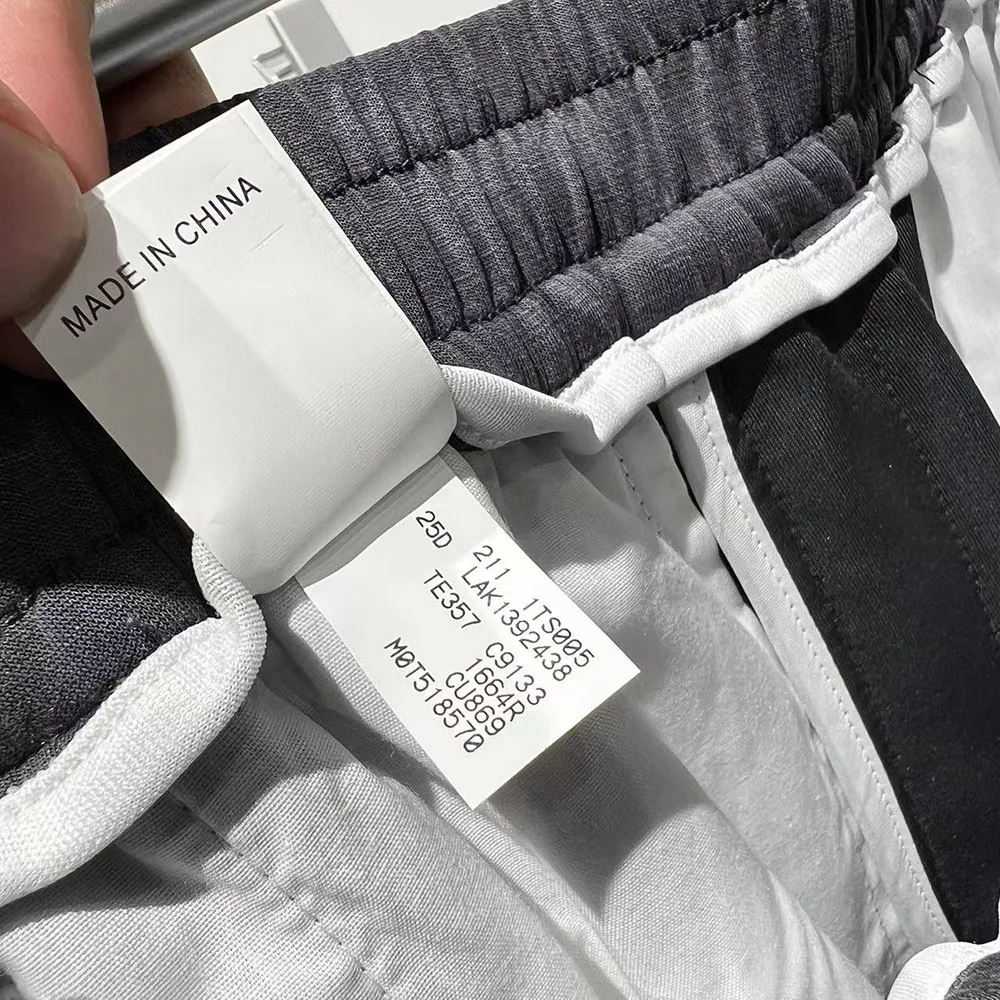 MADE IN CHINA
25D 211 1TS005
LAK1392438
TE357 C9133
1664R
CU869
M0T518570